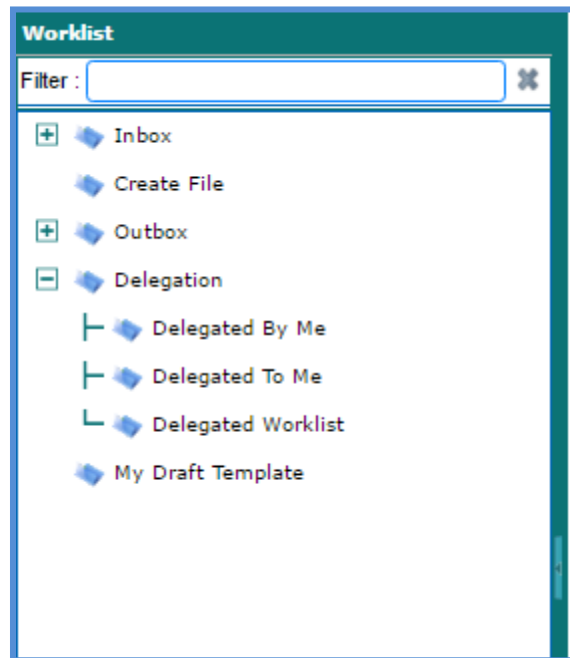 Worklist
Filter :
Inbox
Create File
Outbox
Delegation
Delegated By Me
Delegated To Me
Delegated Worklist
My Draft Template